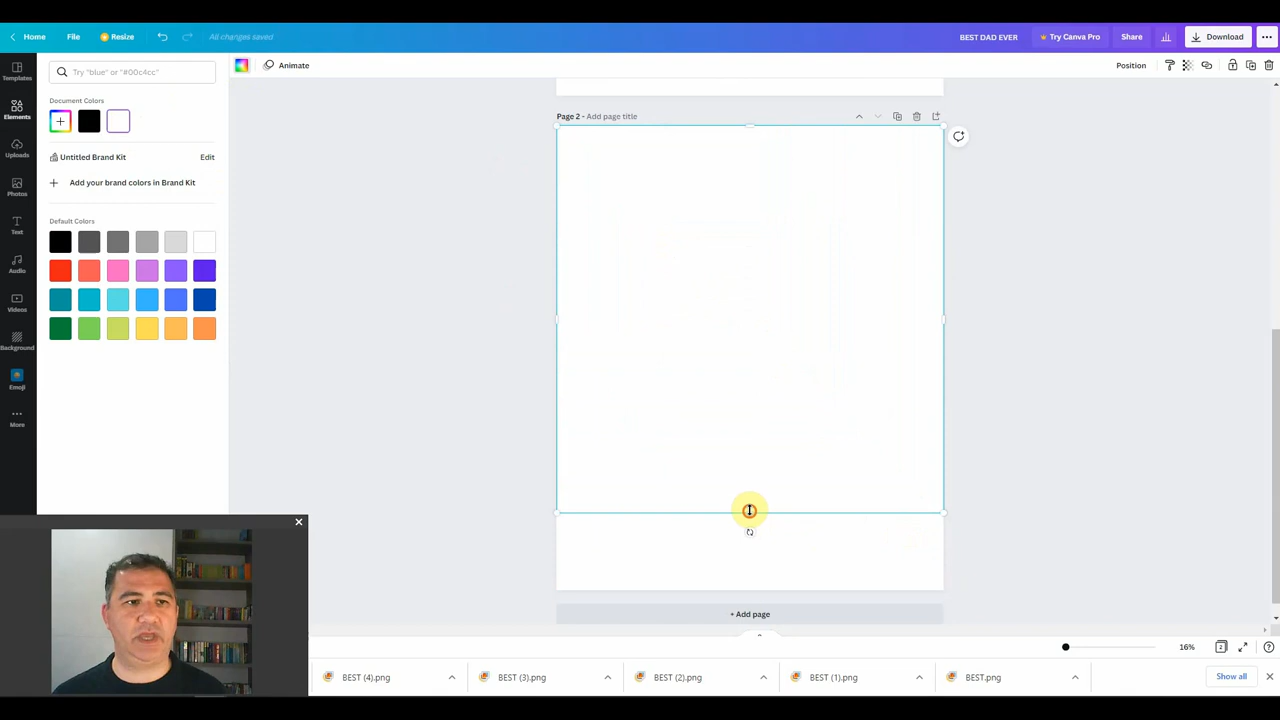 Home File Resize All changes saved BEST DAD EVER Try Canva Pro Share Download
Templates
Elements
Uploads
Photos
Text
Audio
Videos
Background
Emoji
More
Try "blue" or "#00c4cc"
Document Colors
Untitled Brand Kit Edit
Add your brand colors in Brand Kit
Default Colors
Animate Position
Page 2 - Add page title
+ Add page
16%
2
BEST (4).png BEST (3).png BEST (2).png BEST (1).png BEST.png Show all